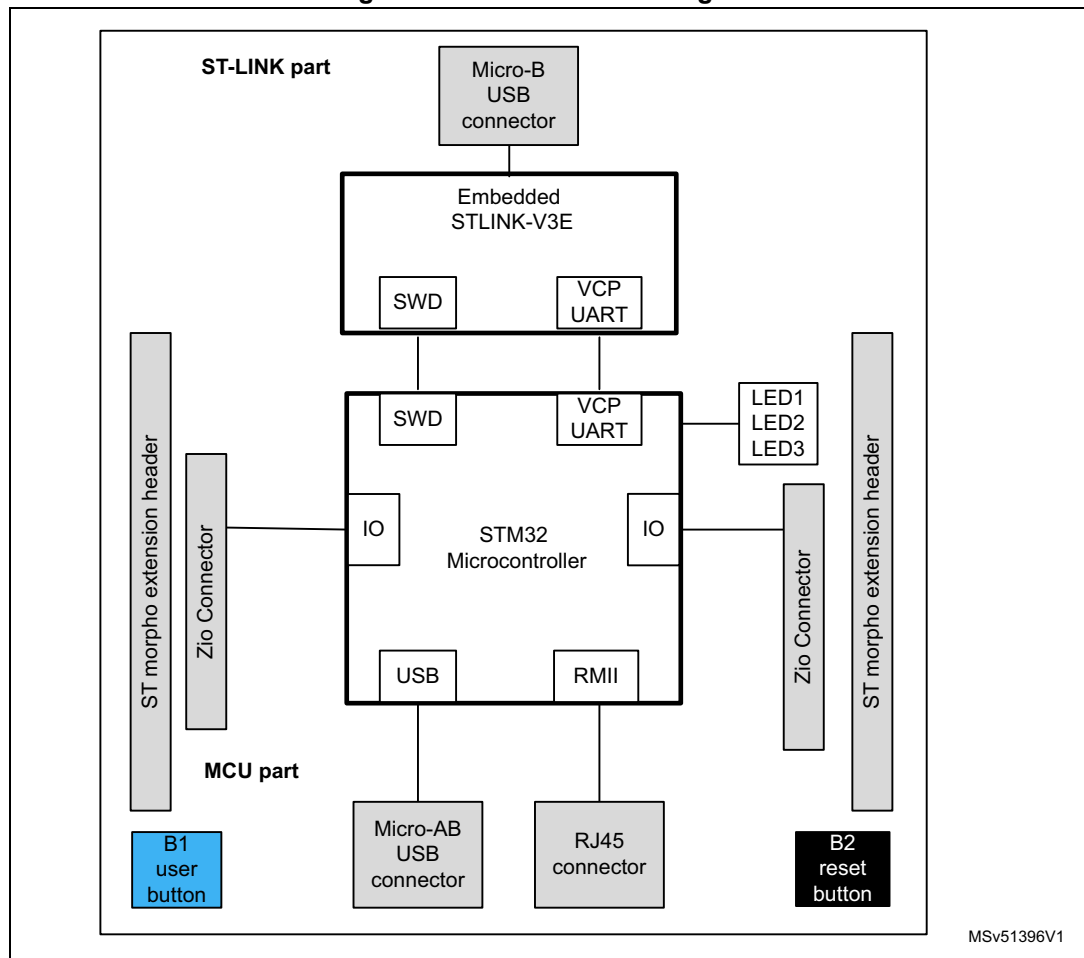 ST-LINK part
Micro-B
USB
connector
Embedded
STLINK-V3E
SWD
VCP
UART
SWD
VCP
UART
LED1
LED2
LED3
ST morpho extension header
Zio Connector
IO
STM32
Microcontroller
IO
Zio Connector
ST morpho extension header
USB
RMII
MCU part
B1
user
button
Micro-AB
USB
connector
RJ45
connector
B2
reset
button
MSv51396V1